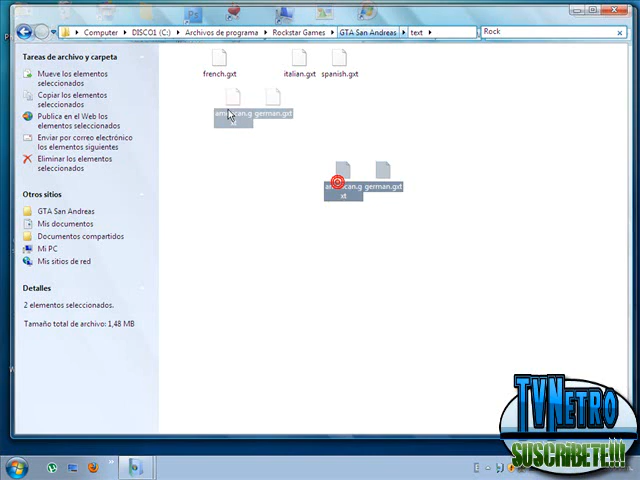 Computer ▸ DISCO1 (C:) ▸ Archivos de programa ▸ Rockstar Games ▸ GTA San Andreas ▸ text ▸
Rock
Tareas de archivo y carpeta
Mueve los elementos
seleccionados
Copiar los elementos
seleccionados
Publica en el Web los
elementos seleccionados
Enviar por correo electrónico
los elementos siguientes
Eliminar los elementos
seleccionados
Otros sitios
GTA San Andreas
Mis documentos
Documentos compartidos
Mi PC
Mis sitios de red
Detalles
2 elementos seleccionados.
Tamaño total de archivo: 1,48 MB
french.gxt
italian.gxt
spanish.gxt
american.g
xt
german.gxt
american.g
xt
german.gxt
TVNetro
SUSCRIBETE!!!